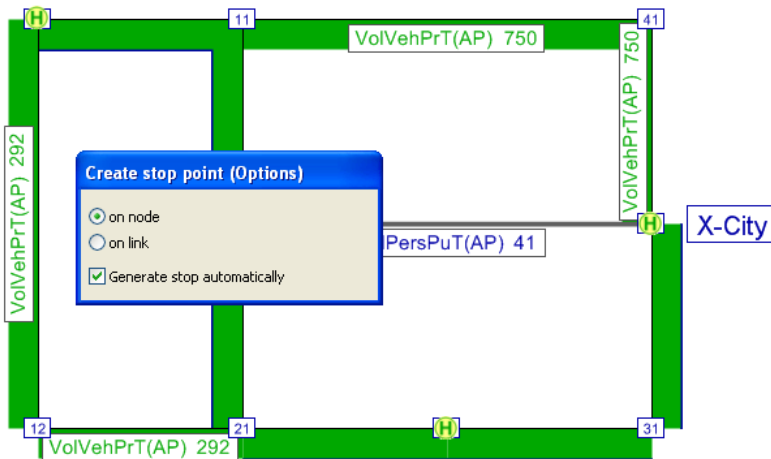 H
11
41
VolVehPrT(AP) 750
VolVehPrT(AP) 750
VolVehPrT(AP) 292
Create stop point (Options)
on node
on link
Generate stop automatically
H
X-City
PersPuT(AP) 41
12
21
H
31
VolVehPrT(AP) 292